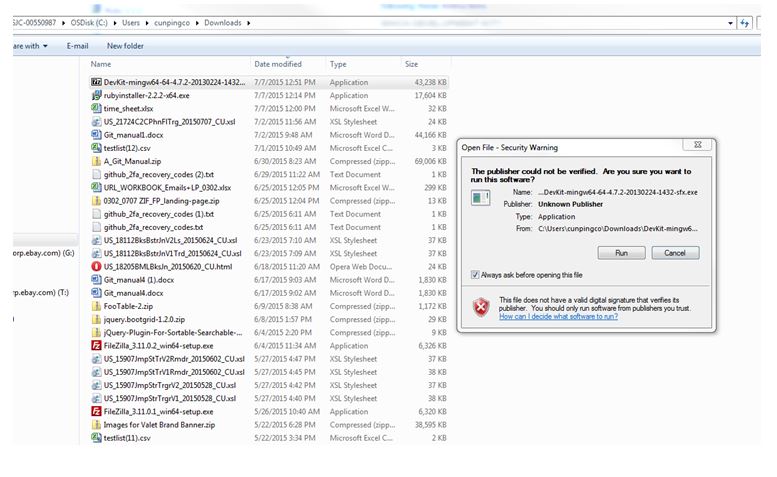 SJC-00550987 ▸ OSDisk (C:) ▸ Users ▸ cunpingco ▸ Downloads ▸
are with ▾ E-mail New folder
Name Date modified Type Size
DevKit-mingw64-64-4.7.2-20130224-1432... 7/7/2015 12:51 PM Application 43,238 KB
rubyinstaller-2.2.2-x64.exe 7/7/2015 12:14 PM Application 17,604 KB
time_sheet.xlsx 7/7/2015 12:00 PM Microsoft Excel W... 32 KB
US_21724C2CPhnFlTrg_20150707_CU.xsl 7/2/2015 11:56 AM XSL Stylesheet 24 KB
Git_manual1.docx 7/2/2015 9:48 AM Microsoft Word D... 44,166 KB
testlist(12).csv 7/1/2015 10:49 AM Microsoft Excel C... 3 KB
A_Git_Manual.zip 6/30/2015 8:23 AM Compressed (zipp... 69,006 KB
github_2fa_recovery_codes (2).txt 6/29/2015 11:22 AM Text Document 1 KB
URL_WORKBOOK_Emails+LP_0302.xlsx 6/25/2015 12:05 PM Microsoft Excel W... 299 KB
0302_0707 ZIF_FP_landing-page.zip 6/25/2015 12:04 PM Compressed (zipp... 13 KB
github_2fa_recovery_codes (1).txt 6/25/2015 6:11 AM Text Document 1 KB
github_2fa_recovery_codes.txt 6/25/2015 6:11 AM Text Document 1 KB
US_18112BksBstrJnV2Ls_20150624_CU.xsl 6/23/2015 7:10 AM XSL Stylesheet 37 KB
US_18112BksBstrJnV1Trd_20150624_CU.xsl 6/23/2015 7:09 AM XSL Stylesheet 37 KB
orp.ebay.com) (G:)
US_18205BMLBksJn_20150620_CU.html 6/18/2015 11:20 AM Opera Web Docu... 24 KB
Git_manual4 (1).docx 6/17/2015 9:03 AM Microsoft Word D... 1,830 KB
rp.ebay.com) (T:)
Git_manual4.docx 6/17/2015 9:02 AM Microsoft Word D... 1,830 KB
FooTable-2.zip 6/9/2015 8:38 AM Compressed (zipp... 1,172 KB
jquery.bootgrid-1.2.0.zip 6/8/2015 1:57 PM Compressed (zipp... 29 KB
jQuery-Plugin-For-Sortable-Searchable-... 6/4/2015 2:20 PM Compressed (zipp... 9 KB
FileZilla_3.11.0.2_win64-setup.exe 6/4/2015 11:34 AM Application 6,326 KB
US_15907JmpStTrV2Rmdr_20150602_CU.xsl 5/27/2015 4:47 PM XSL Stylesheet 37 KB
US_15907JmpStTrV1Rmdr_20150602_CU.xsl 5/27/2015 4:45 PM XSL Stylesheet 38 KB
US_15907JmpStrTrgrV2_20150528_CU.xsl 5/27/2015 4:43 PM XSL Stylesheet 37 KB
US_15907JmpStrTrgrV1_20150528_CU.xsl 5/27/2015 4:40 PM XSL Stylesheet 38 KB
FileZilla_3.11.0.1_win64-setup.exe 5/26/2015 10:40 AM Application 6,320 KB
Images for Valet Brand Banner.zip 5/22/2015 6:14 PM Compressed (zipp... 38,595 KB
testlist(11).csv 5/22/2015 3:34 PM Microsoft Excel C... 2 KB
Open File - Security Warning
The publisher could not be verified. Are you sure you want to
run this software?
Name: ...DevKit-mingw64-64-4.7.2-20130224-1432-sfx.exe
Publisher: Unknown Publisher
Type: Application
From: C:\Users\cunpingco\Downloads\DevKit-mingw6...
Run Cancel
Always ask before opening this file
This file does not have a valid digital signature that verifies its
publisher. You should only run software from publishers you trust.
How can I decide what software to run?